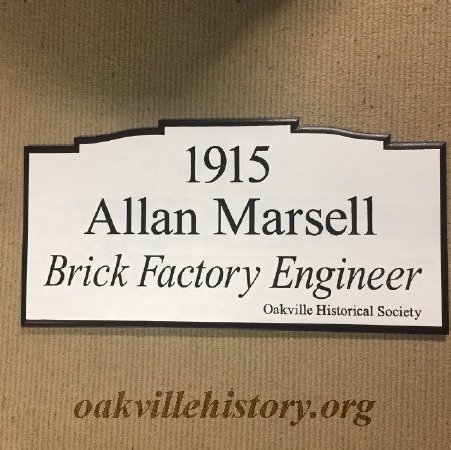 1915
Allan Marsell
Brick Factory Engineer
Oakville Historical Society
oakvillehistory.org